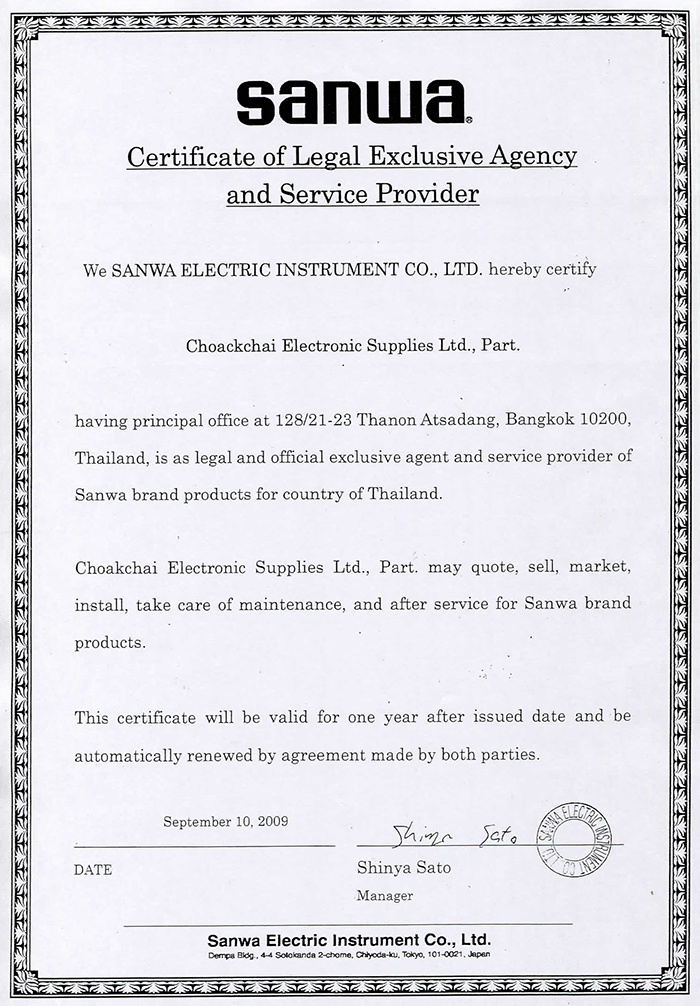 sanwa®
Certificate of Legal Exclusive Agency
and Service Provider
We SANWA ELECTRIC INSTRUMENT CO., LTD. hereby certify
Choackchai Electronic Supplies Ltd., Part.
having principal office at 128/21-23 Thanon Atsadang, Bangkok 10200,
Thailand, is as legal and official exclusive agent and service provider of
Sanwa brand products for country of Thailand.
Choakchai Electronic Supplies Ltd., Part. may quote, sell, market,
install, take care of maintenance, and after service for Sanwa brand
products.
This certificate will be valid for one year after issued date and be
automatically renewed by agreement made by both parties.
September 10, 2009
Shinya Sato
SANWA ELECTRIC INSTRUMENT CO., LTD.
DATE
Shinya Sato
Manager
Sanwa Electric Instrument Co., Ltd.
Dempa Bldg., 4-4 Sotokanda 2-chome, Chiyoda-ku, Tokyo, 101-0021, Japan